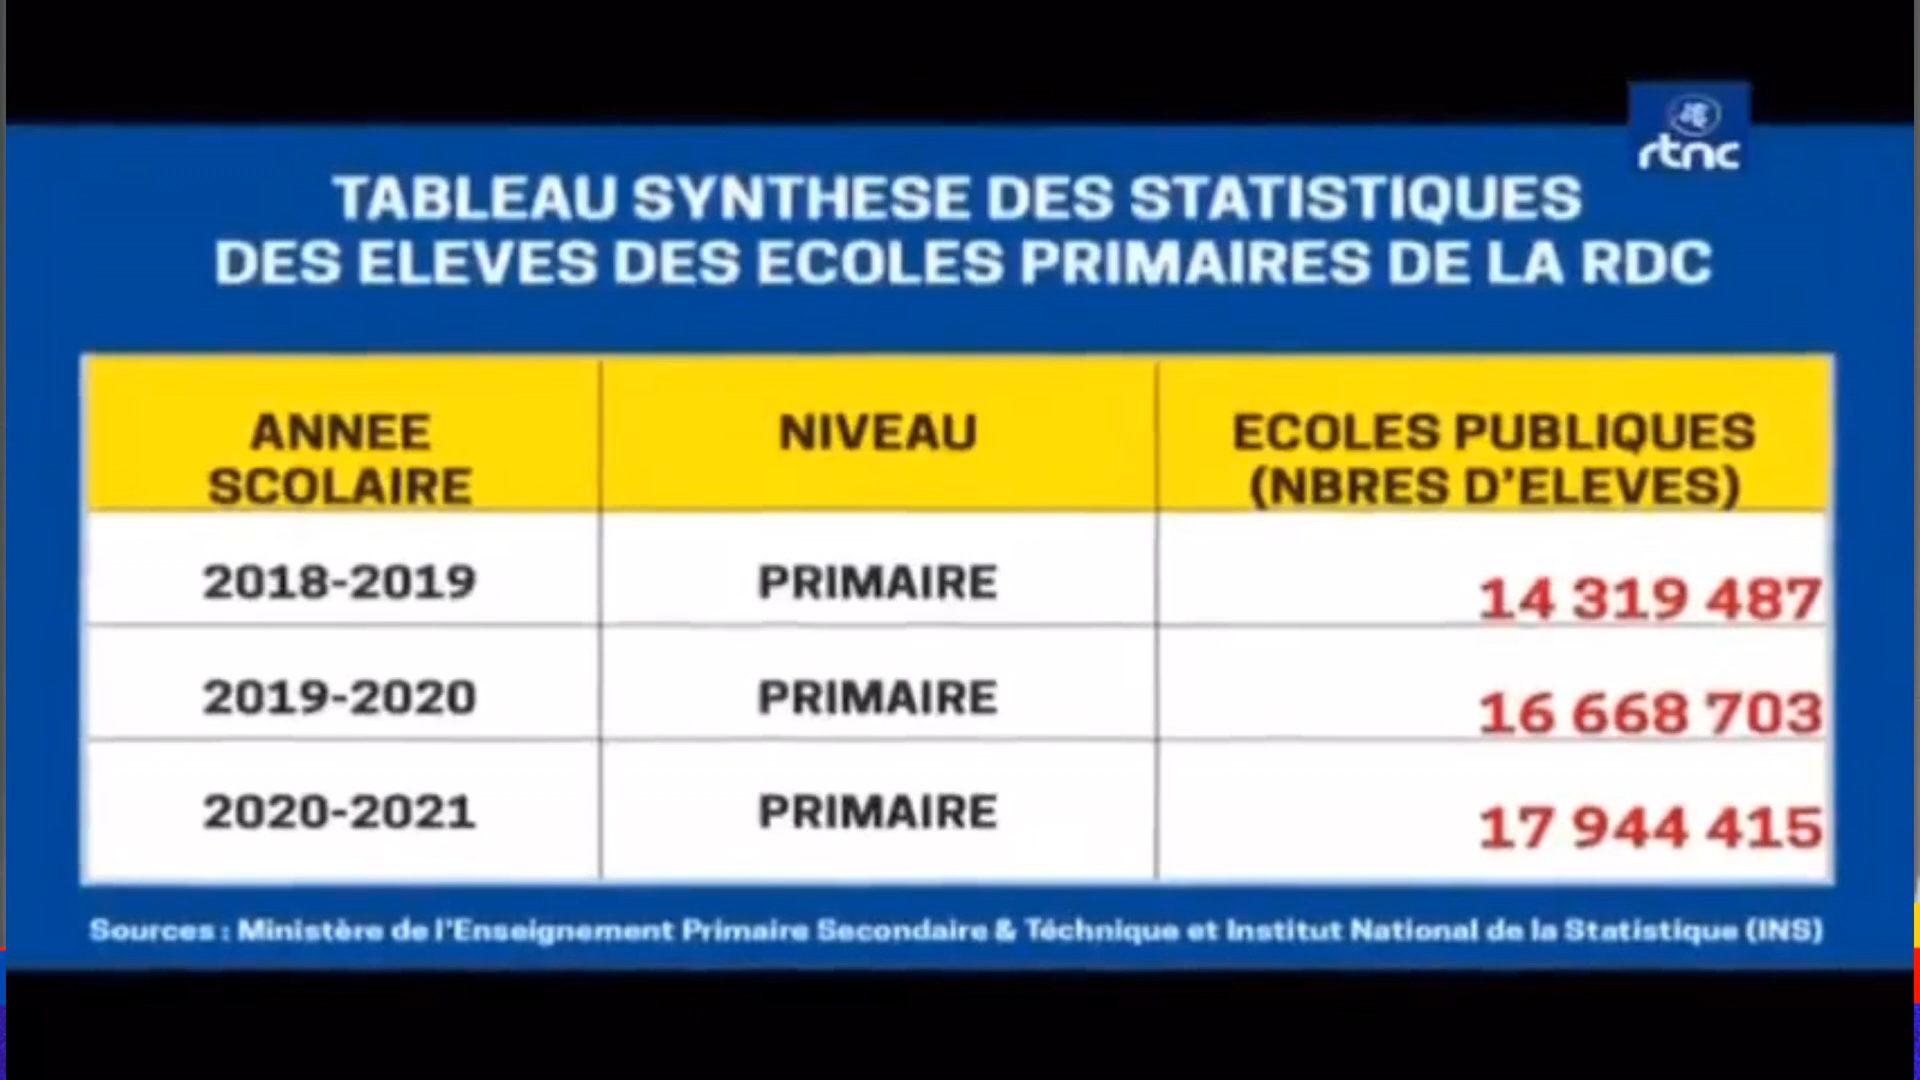 rtnc
TABLEAU SYNTHESE DES STATISTIQUES
DES ELEVES DES ECOLES PRIMAIRES DE LA RDC
ANNEE SCOLAIRE NIVEAU ECOLES PUBLIQUES (NBRES D'ELEVES)
2018-2019 PRIMAIRE 14 319 487
2019-2020 PRIMAIRE 16 668 703
2020-2021 PRIMAIRE 17 944 415
Sources : Ministère de l'Enseignement Primaire Secondaire & Téchnique et Institut National de la Statistique (INS)